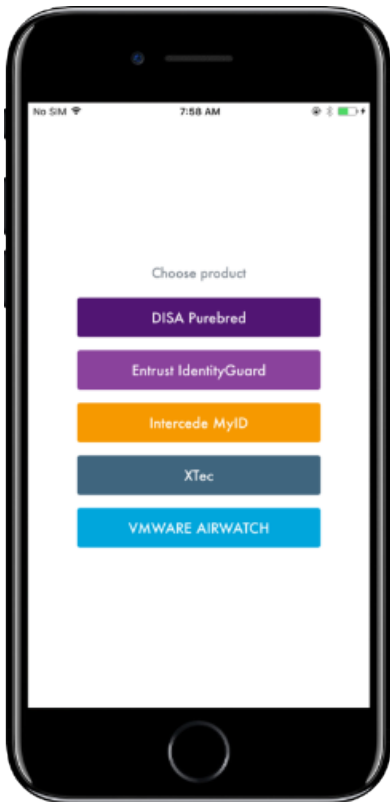 No SIM 7:58 AM
Choose product
DISA Purebred
Entrust IdentityGuard
Intercede MyID
XTec
VMWARE AIRWATCH